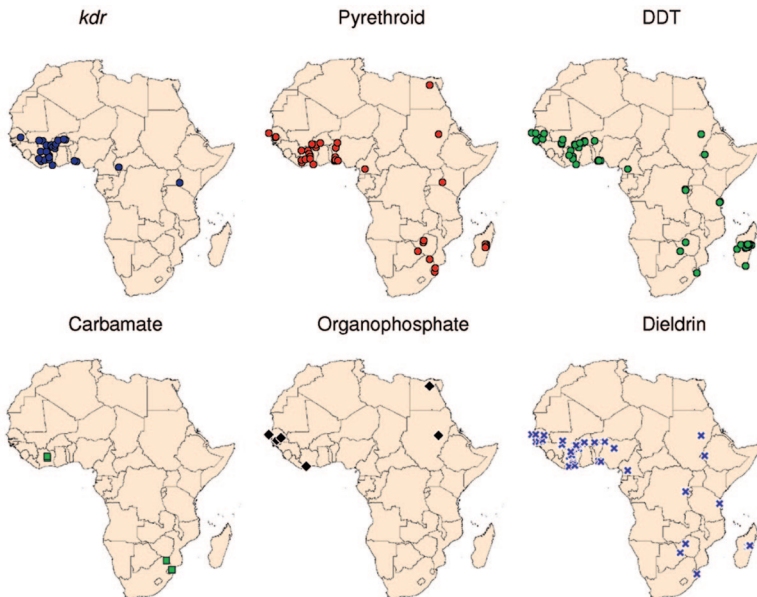 kdr
Pyrethroid
DDT
Carbamate
Organophosphate
Dieldrin